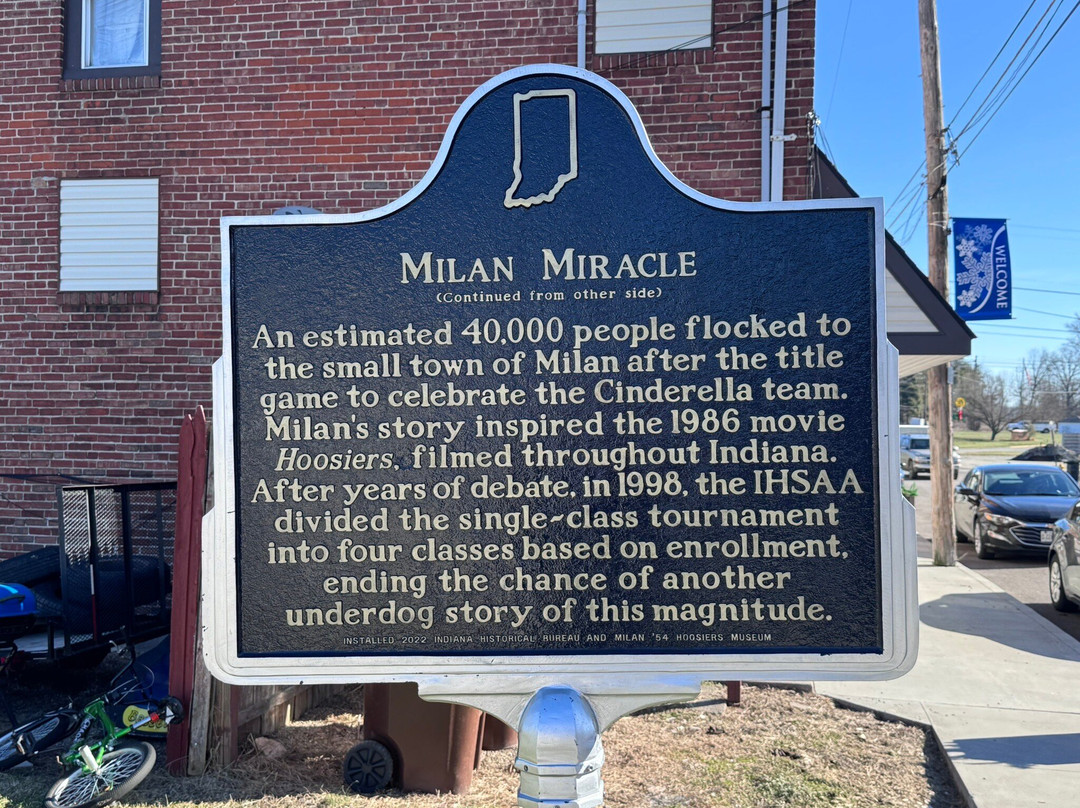 Milan Miracle
(Continued from other side)
An estimated 40,000 people flocked to
the small town of Milan after the title
game to celebrate the Cinderella team.
Milan's story inspired the 1986 movie
Hoosiers, filmed throughout Indiana.
After years of debate, in 1998, the IHSAA
divided the single-class tournament
into four classes based on enrollment,
ending the chance of another
underdog story of this magnitude.
INSTALLED 2022 INDIANA HISTORICAL BUREAU AND MILAN '54 HOOSIERS MUSEUM
WELCOME